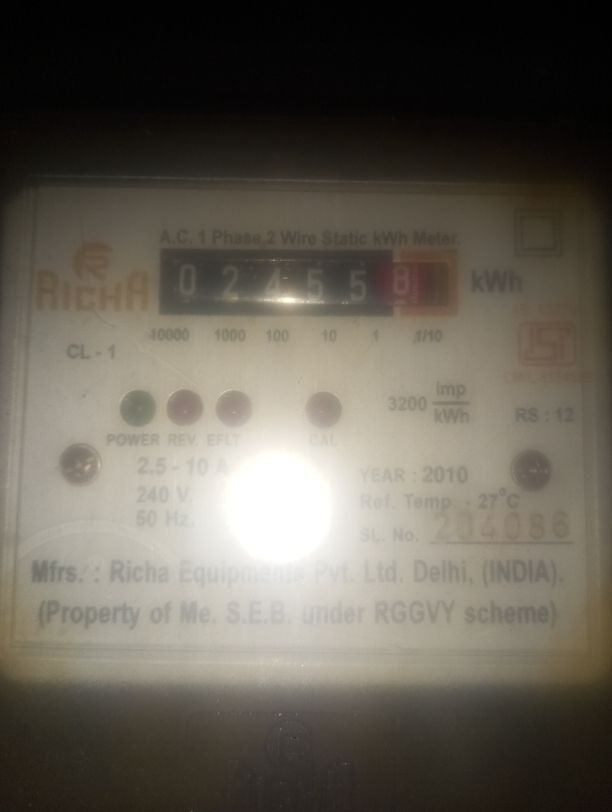 A.C. 1 Phase,2 Wire Static kWh Meter.
RICHA
0 2 4 5 5 8 kWh
10000 1000 100 10 1 1/10
CL - 1
3200 imp/kWh
RS : 12
POWER REV. EFLT CAL
2.5 - 10 A
240 V.
50 Hz.
YEAR : 2010
Ref. Temp. - 27°C
SL. No. 204086
Mfrs. : Richa Equipments Pvt. Ltd. Delhi, (INDIA).
(Property of Me. S.E.B. under RGGVY scheme)